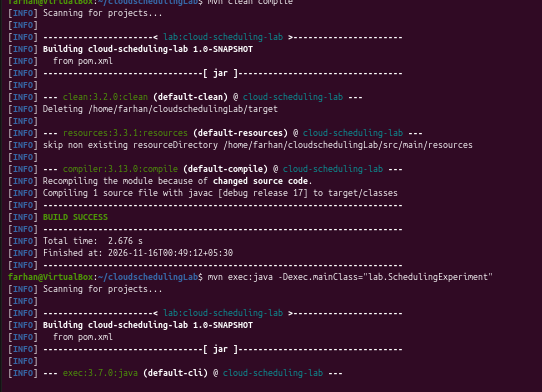 farhan@VirtualBox:~/cloudschedulingLab$ mvn clean compile
[INFO] Scanning for projects...
[INFO]
[INFO] ----------------------< lab:cloud-scheduling-lab >----------------------
[INFO] Building cloud-scheduling-lab 1.0-SNAPSHOT
[INFO]   from pom.xml
[INFO] --------------------------------[ jar ]---------------------------------
[INFO]
[INFO] --- clean:3.2.0:clean (default-clean) @ cloud-scheduling-lab ---
[INFO] Deleting /home/farhan/cloudschedulingLab/target
[INFO]
[INFO] --- resources:3.3.1:resources (default-resources) @ cloud-scheduling-lab ---
[INFO] skip non existing resourceDirectory /home/farhan/cloudschedulingLab/src/main/resources
[INFO]
[INFO] --- compiler:3.13.0:compile (default-compile) @ cloud-scheduling-lab ---
[INFO] Recompiling the module because of changed source code.
[INFO] Compiling 1 source file with javac [debug release 17] to target/classes
[INFO] ------------------------------------------------------------------------
[INFO] BUILD SUCCESS
[INFO] ------------------------------------------------------------------------
[INFO] Total time:  2.676 s
[INFO] Finished at: 2026-11-16T00:49:12+05:30
[INFO] ------------------------------------------------------------------------
farhan@VirtualBox:~/cloudschedulingLab$ mvn exec:java -Dexec.mainClass="lab.SchedulingExperiment"
[INFO] Scanning for projects...
[INFO]
[INFO] ----------------------< lab:cloud-scheduling-lab >----------------------
[INFO] Building cloud-scheduling-lab 1.0-SNAPSHOT
[INFO]   from pom.xml
[INFO] --------------------------------[ jar ]---------------------------------
[INFO]
[INFO] --- exec:3.7.0:java (default-cli) @ cloud-scheduling-lab ---